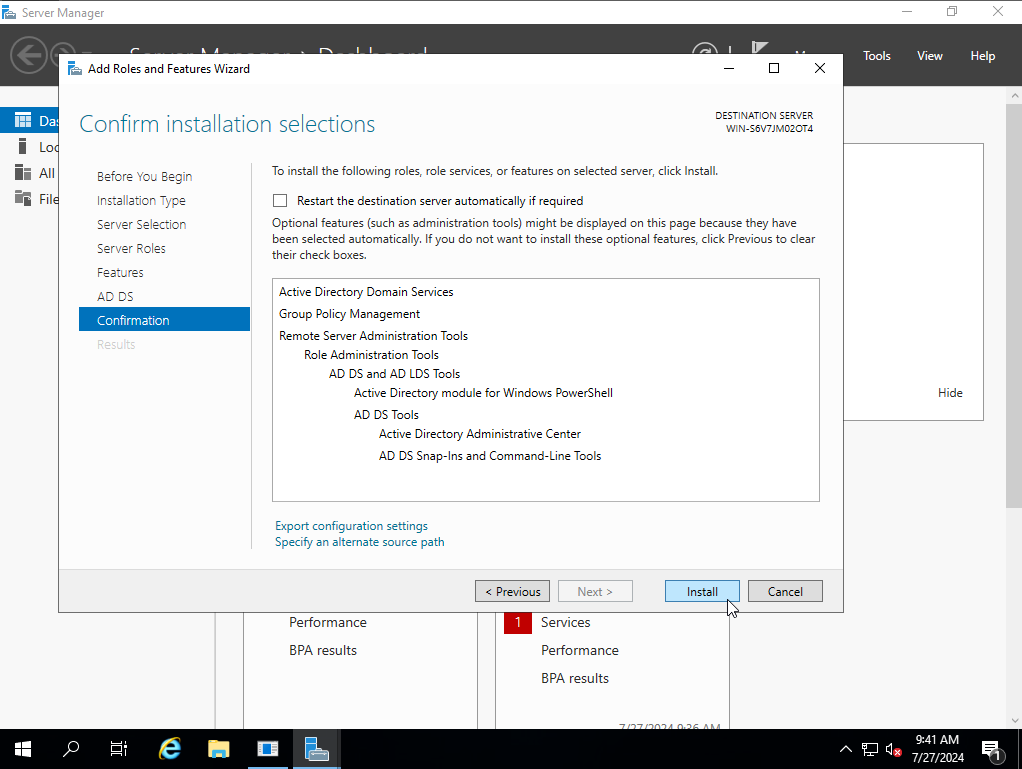 Server Manager
Server Manager Dashboard
Tools View Help
Add Roles and Features Wizard
Confirm installation selections
DESTINATION SERVER
WIN-S6V7JM02OT4
Das
Loc
All
File
Before You Begin
Installation Type
Server Selection
Server Roles
Features
AD DS
Confirmation
Results
To install the following roles, role services, or features on selected server, click Install.
Restart the destination server automatically if required
Optional features (such as administration tools) might be displayed on this page because they have
been selected automatically. If you do not want to install these optional features, click Previous to clear
their check boxes.
Active Directory Domain Services
Group Policy Management
Remote Server Administration Tools
Role Administration Tools
AD DS and AD LDS Tools
Active Directory module for Windows PowerShell
AD DS Tools
Active Directory Administrative Center
AD DS Snap-Ins and Command-Line Tools
Hide
Export configuration settings
Specify an alternate source path
< Previous Next > Install Cancel
Performance
BPA results
1 Services
Performance
BPA results
7/27/2024 9:36 AM
9:41 AM
7/27/2024
1